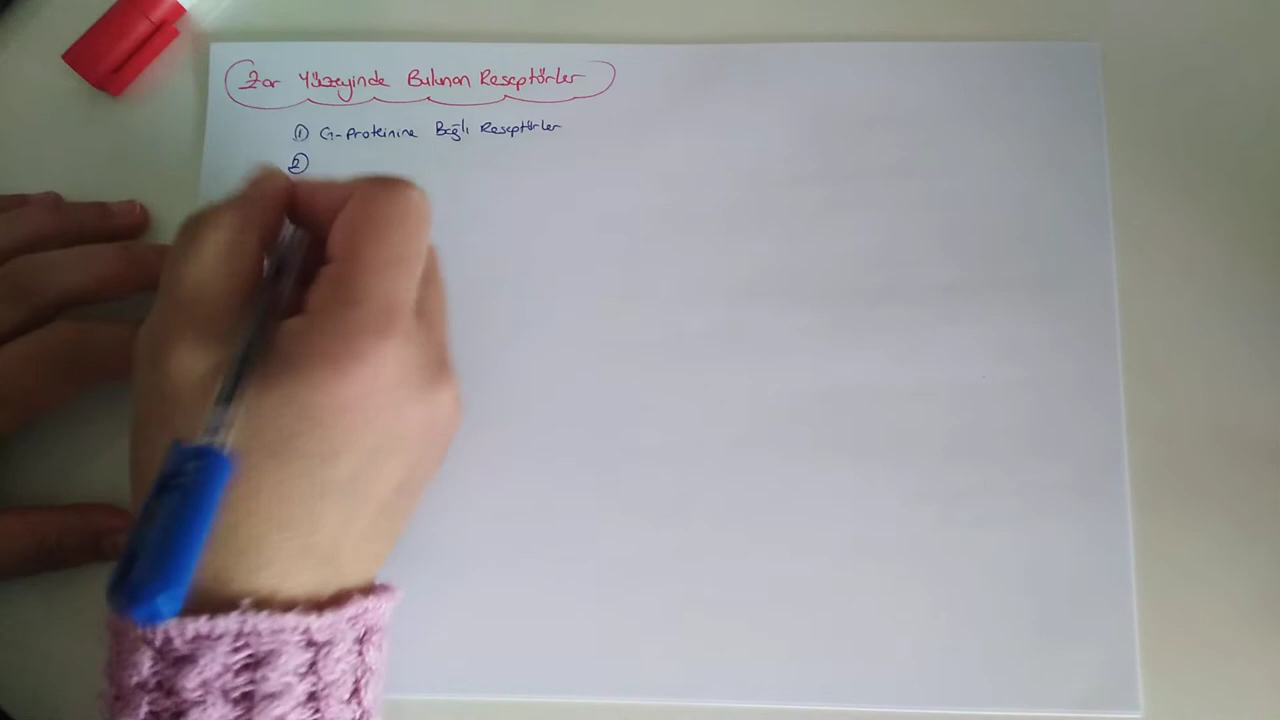 Zar Yüzeyinde Bulunan Reseptörler
① G-Proteinine Bağlı Reseptörler
②